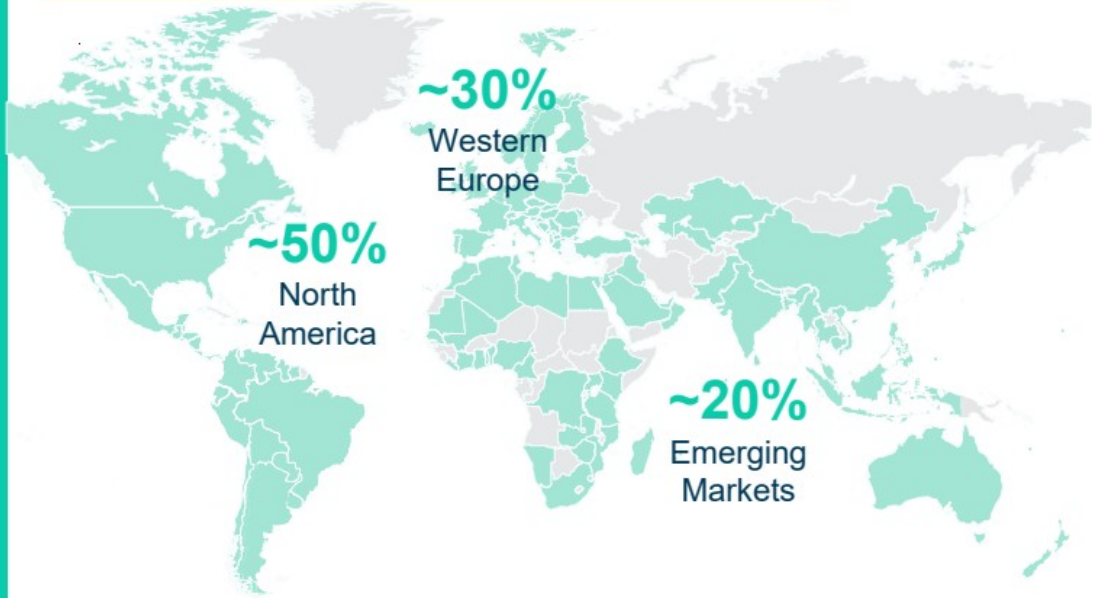 ~30%
Western
Europe
~50%
North
America
~20%
Emerging
Markets